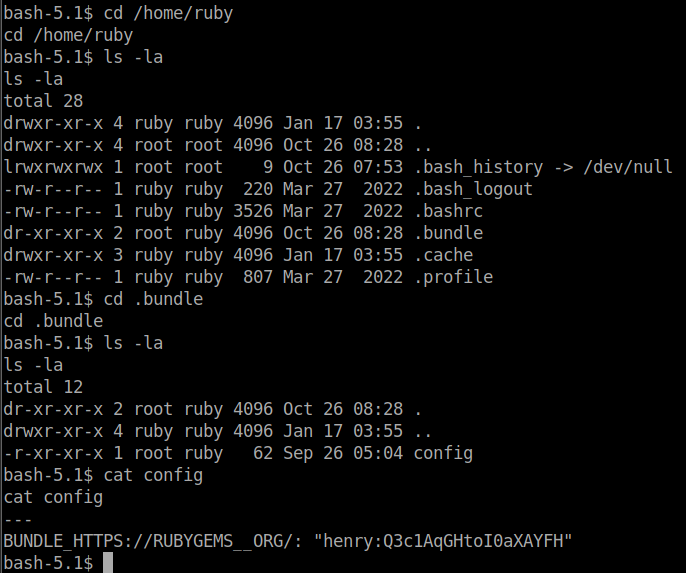 bash-5.1$ cd /home/ruby
cd /home/ruby
bash-5.1$ ls -la
ls -la
total 28
drwxr-xr-x 4 ruby ruby 4096 Jan 17 03:55 .
drwxr-xr-x 4 root root 4096 Oct 26 08:28 ..
lrwxrwxrwx 1 root root    9 Oct 26 07:53 .bash_history -> /dev/null
-rw-r--r-- 1 ruby ruby  220 Mar 27  2022 .bash_logout
-rw-r--r-- 1 ruby ruby 3526 Mar 27  2022 .bashrc
dr-xr-xr-x 2 root ruby 4096 Oct 26 08:28 .bundle
drwxr-xr-x 3 ruby ruby 4096 Jan 17 03:55 .cache
-rw-r--r-- 1 ruby ruby  807 Mar 27  2022 .profile
bash-5.1$ cd .bundle
cd .bundle
bash-5.1$ ls -la
ls -la
total 12
dr-xr-xr-x 2 root ruby 4096 Oct 26 08:28 .
drwxr-xr-x 4 ruby ruby 4096 Jan 17 03:55 ..
-r-xr-xr-x 1 root ruby   62 Sep 26 05:04 config
bash-5.1$ cat config
cat config
---
BUNDLE_HTTPS://RUBYGEMS__ORG/: "henry:Q3c1AqGHtoI0aXAYFH"
bash-5.1$